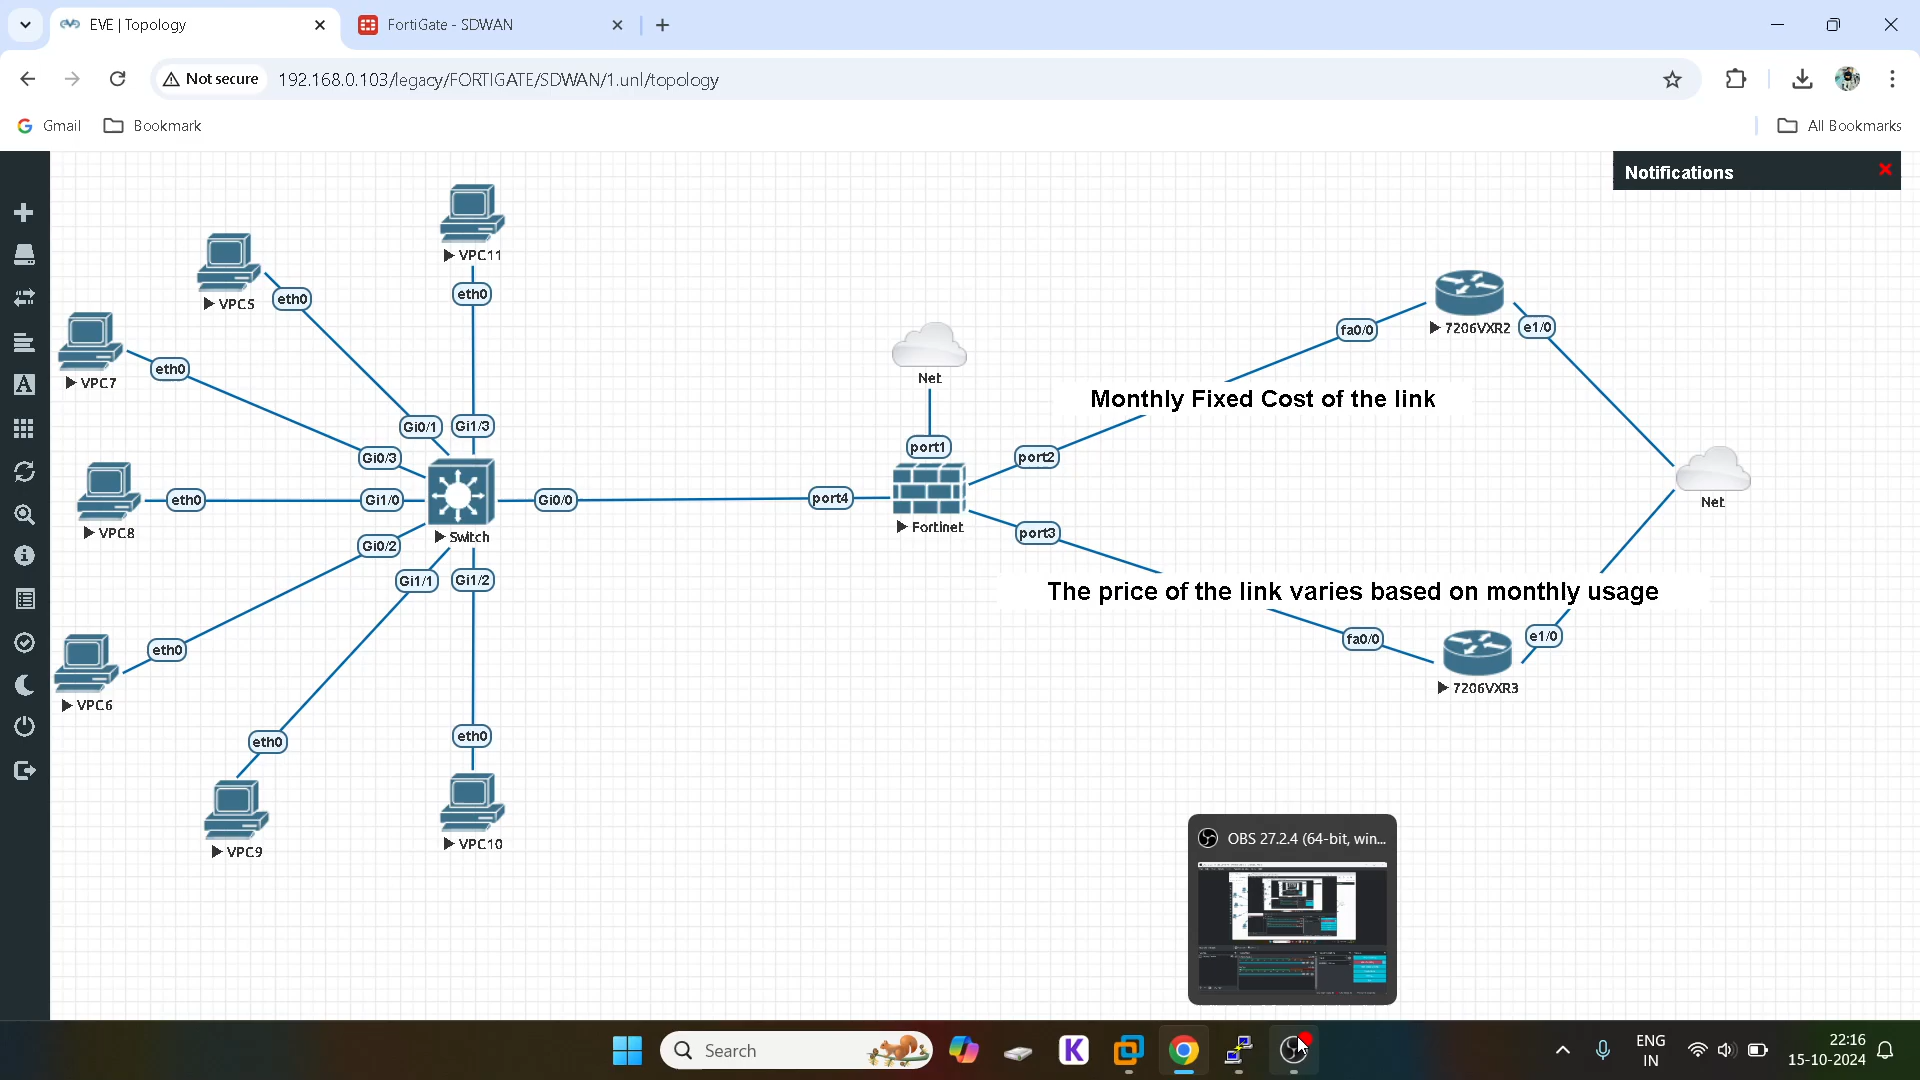 EVE | Topology
FortiGate - SDWAN
Not secure
192.168.0.103/legacy/FORTIGATE/SDWAN/1.unl/topology
Gmail
Bookmark
All Bookmarks
Notifications
VPC11
eth0
VPC5
eth0
VPC7
eth0
Gi0/1
Gi1/3
Gi0/3
VPC8
eth0
Gi1/0
Switch
Gi0/0
port4
Net
port1
Fortinet
port2
port3
Monthly Fixed Cost of the link
fa0/0
7206VXR2
e1/0
Net
The price of the link varies based on monthly usage
fa0/0
7206VXR3
e1/0
Gi0/2
Gi1/1
Gi1/2
VPC6
eth0
eth0
VPC9
eth0
VPC10
OBS 27.2.4 (64-bit, win...
Search
ENG
IN
22:16
15-10-2024